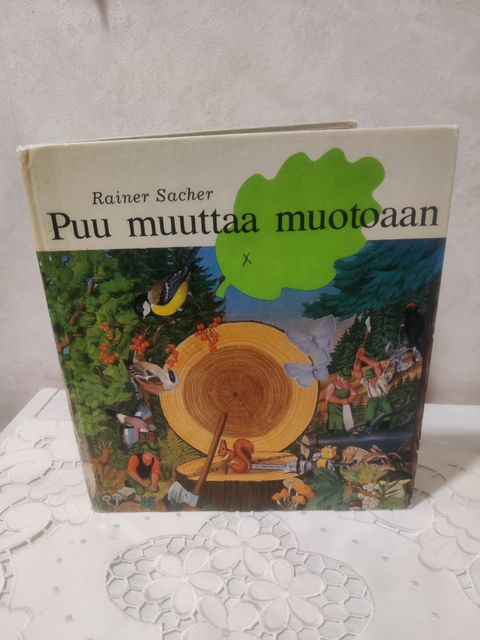 Rainer Sacher
Puu muuttaa muotoaan
x